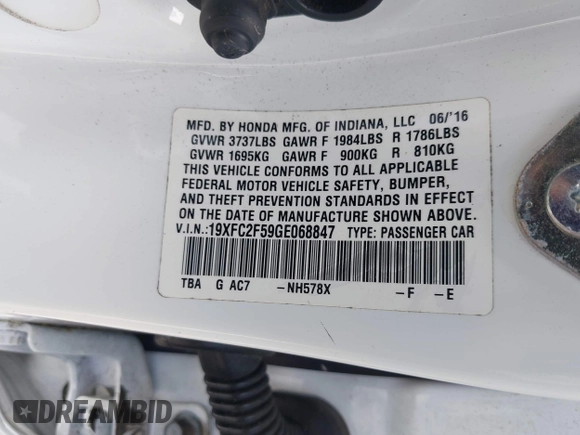 MFD. BY HONDA MFG. OF INDIANA, LLC 06/'16
GVWR 3737LBS GAWR F 1984LBS R 1786LBS
GVWR 1695KG GAWR F 900KG R 810KG
THIS VEHICLE CONFORMS TO ALL APPLICABLE
FEDERAL MOTOR VEHICLE SAFETY, BUMPER,
AND THEFT PREVENTION STANDARDS IN EFFECT
ON THE DATE OF MANUFACTURE SHOWN ABOVE.
V.I.N.:19XFC2F59GE068847 TYPE: PASSENGER CAR
TBA G AC7 -NH578X -F -E
DREAMBID